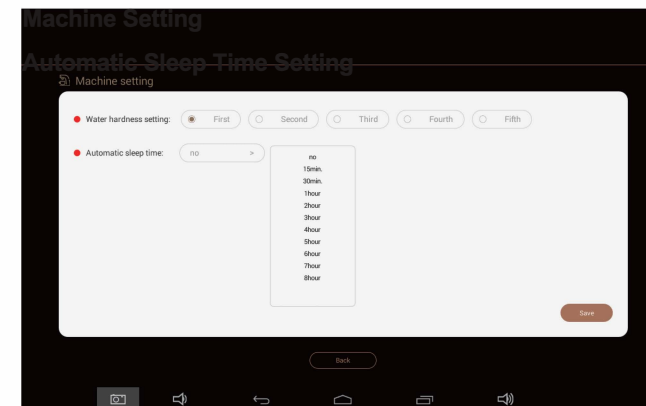 Machine Setting
Automatic Sleep Time Setting
Machine setting
Water hardness setting: First Second Third Fourth Fifth
Automatic sleep time: no >
no
15min.
30min.
1hour
2hour
3hour
4hour
5hour
6hour
7hour
8hour
Save
Back